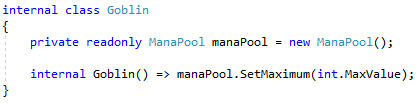 internal class Goblin
{
    private readonly ManaPool manaPool = new ManaPool();
    internal Goblin() => manaPool.SetMaximum(int.MaxValue);
}